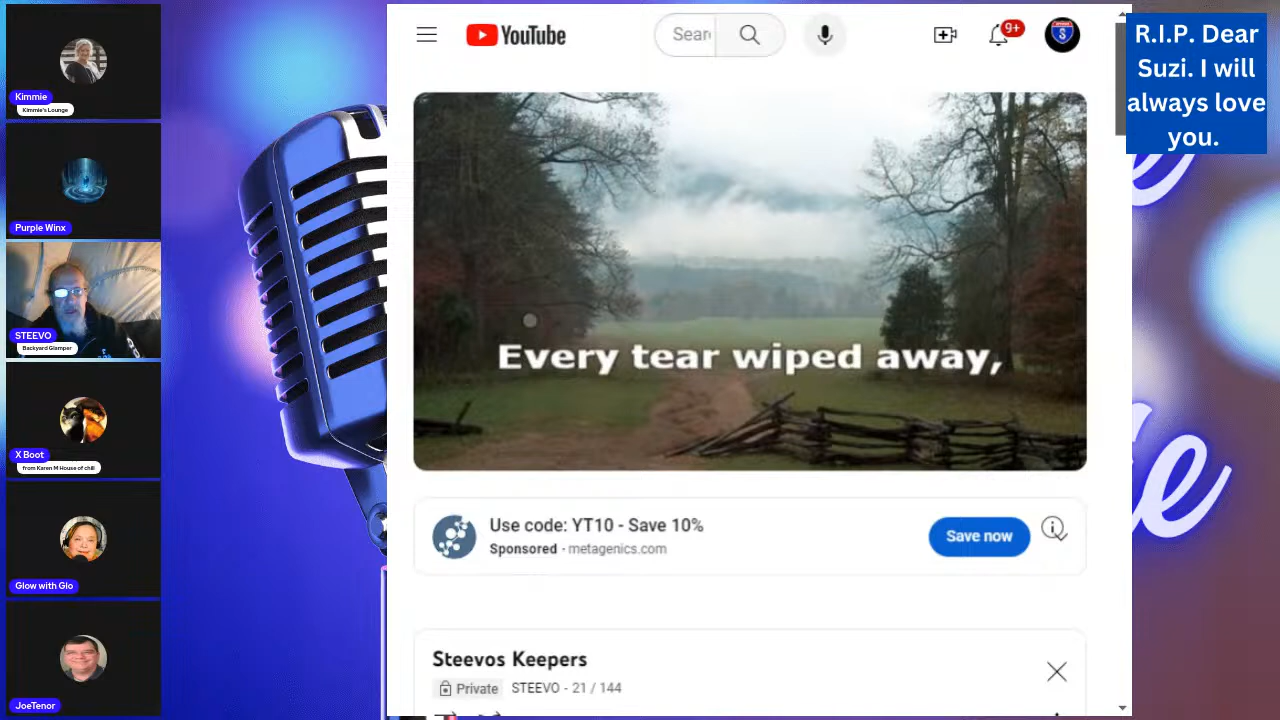 Kimmie
Kimmie's Lounge
Purple Winx
STEEVO
Backyard Glamper
X Boot
from Karen M House of chill
Glow with Glo
JoeTenor
YouTube
Sear
9+
S
Every tear wiped away,
Use code: YT10 - Save 10%
Sponsored · metagenics.com
Save now
Steevos Keepers
Private STEEVO - 21 / 144
R.I.P. Dear
Suzi. I will
always love
you.